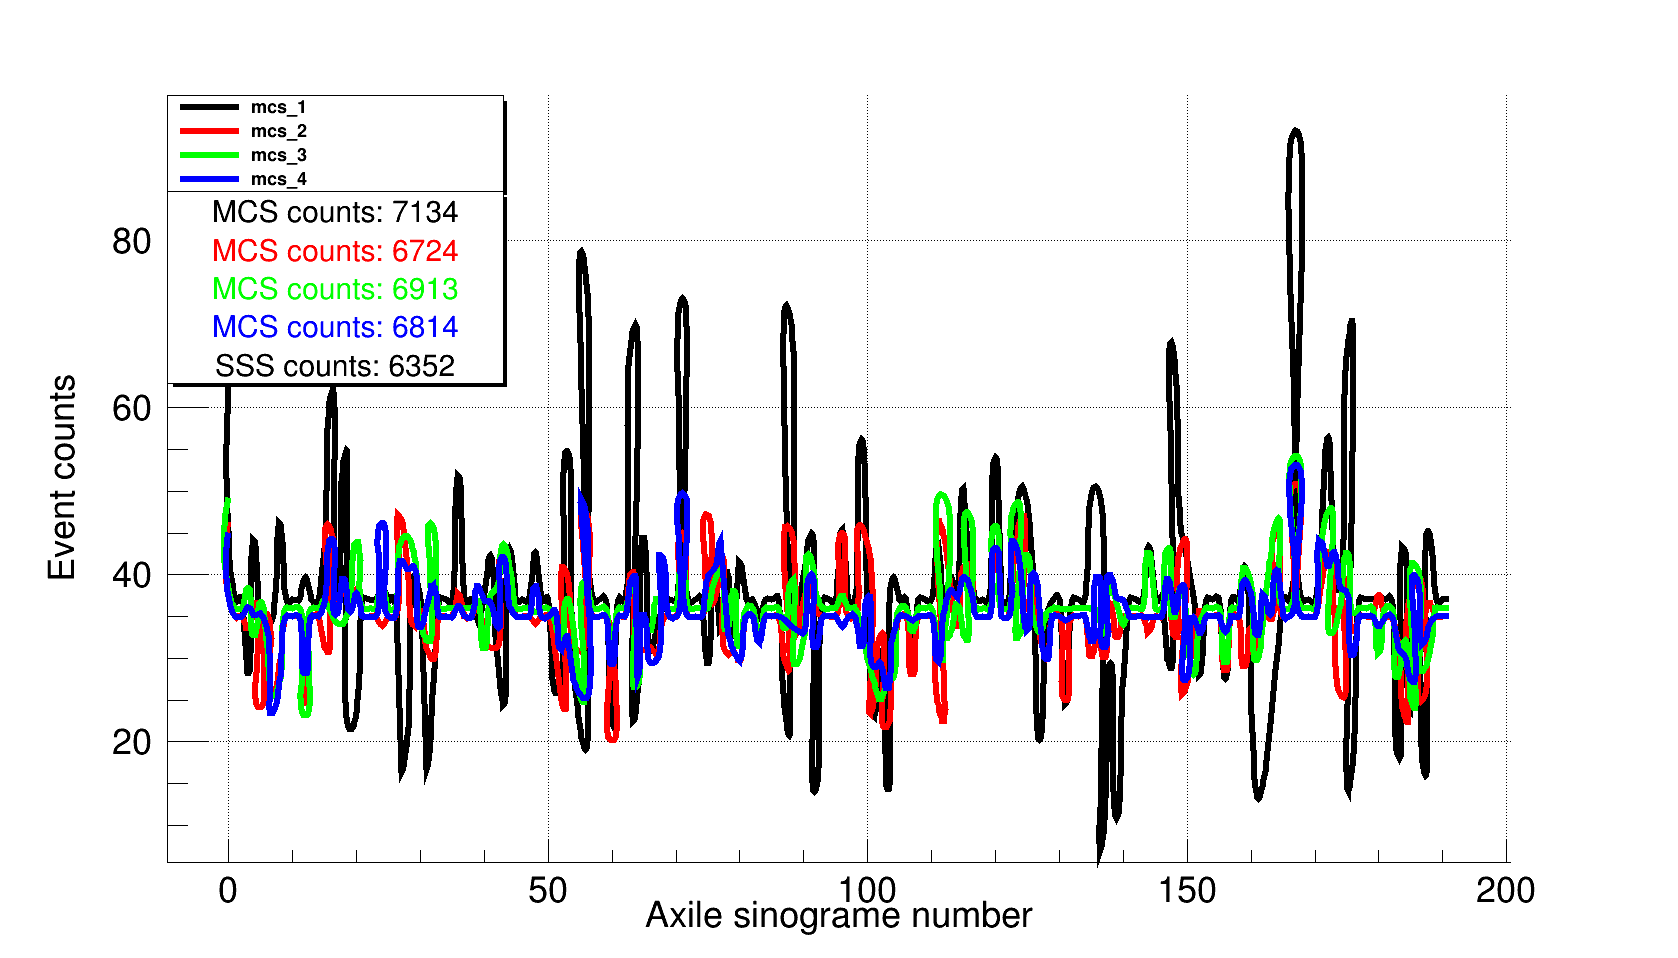 mcs_1
mcs_2
mcs_3
mcs_4
MCS counts: 7134
MCS counts: 6724
MCS counts: 6913
MCS counts: 6814
SSS counts: 6352
Event counts
80
60
40
20
0 50 100 150 200
Axile sinograme number